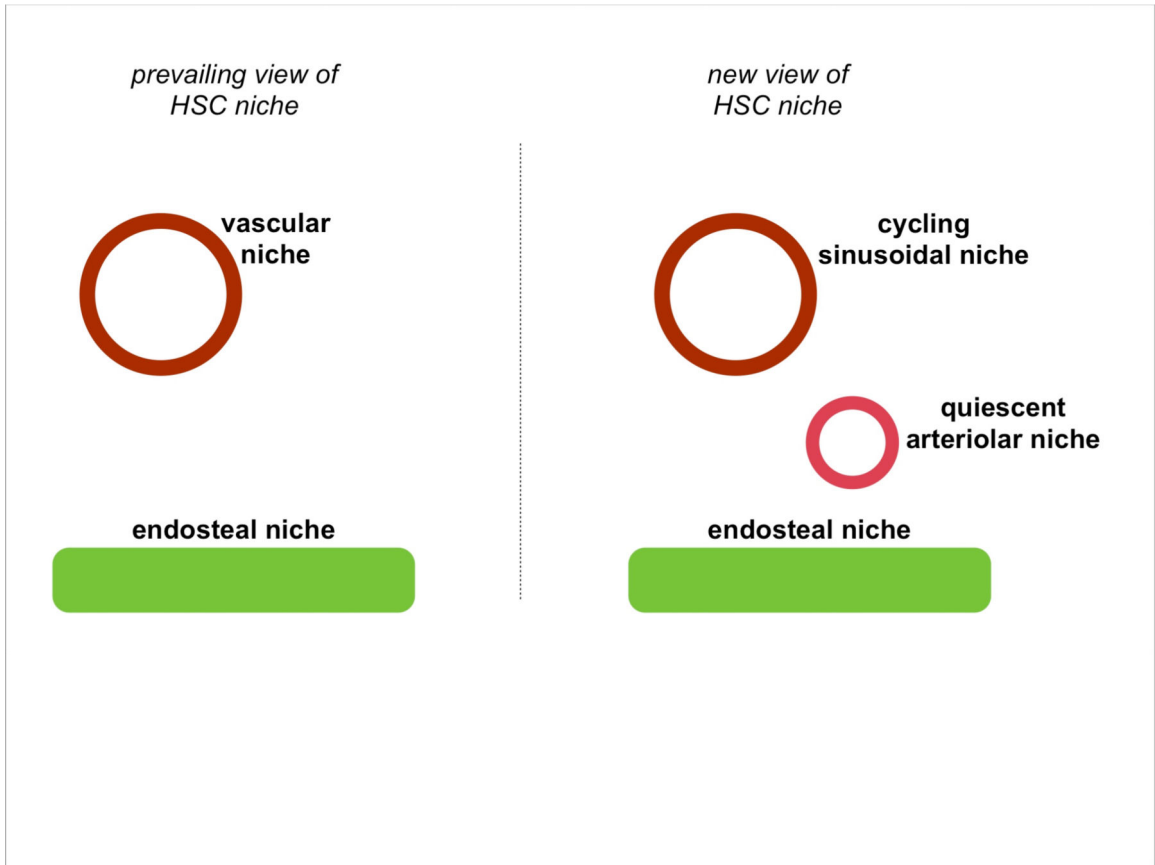 prevailing view of
HSC niche
vascular
niche
endosteal niche
new view of
HSC niche
cycling
sinusoidal niche
quiescent
arteriolar niche
endosteal niche